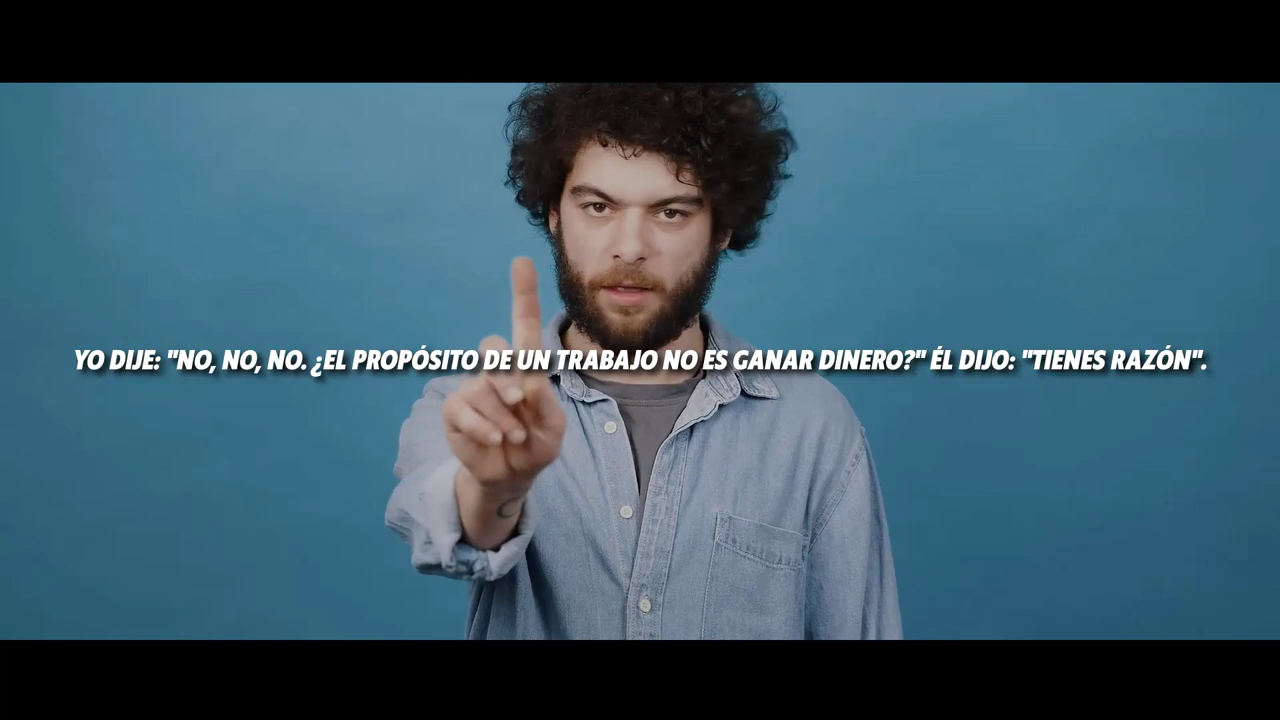 YO DIJE: "NO, NO, NO. ¿EL PROPÓSITO DE UN TRABAJO NO ES GANAR DINERO?" ÉL DIJO: "TIENES RAZÓN".